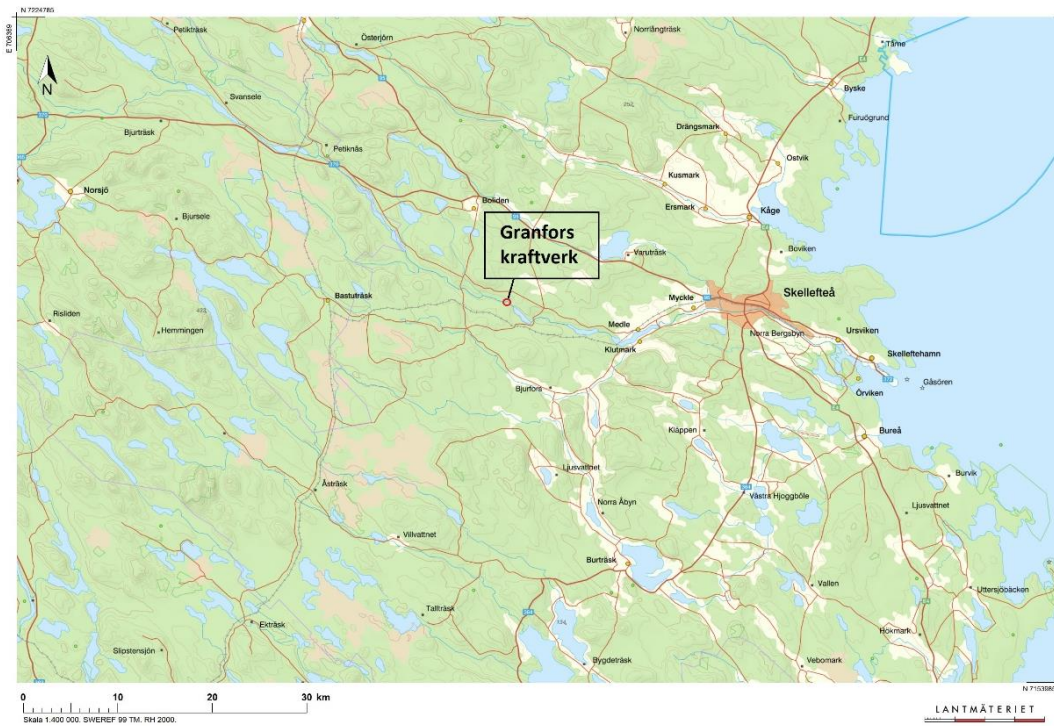 N 7224785
E 706389
N
Petikträsk
Österjörn
Norrlångträsk
Tåme
Svansele
Byske
Furuögrund
Bjurträsk
Drängsmark
Petiknäs
Ostvik
Norsjö
Kusmark
Boliden
Ersmark
Kåge
Bjursele
Granfors
kraftverk
Boviken
Varuträsk
Skellefteå
Bastuträsk
Myckle
Risliden
Hemmingen
Medle
Norra Bergsbyn
Ursviken
Klutmark
Skelleftehamn
Gåsören
Bjurfors
Örviken
Kläppen
Bureå
Ljusvattnet
Burvik
Åsträsk
Västra Hjoggböle
Norra Åbyn
Ljusvattnet
Villvattnet
Burträsk
Vallen
Uttersjöbäcken
Tallträsk
Ekträsk
Hökmark
Slipstensjön
Bygdeträsk
Vebomark
0 10 20 30 km
Skala 1:400 000. SWEREF 99 TM. RH 2000.
LANTMÄTERIET